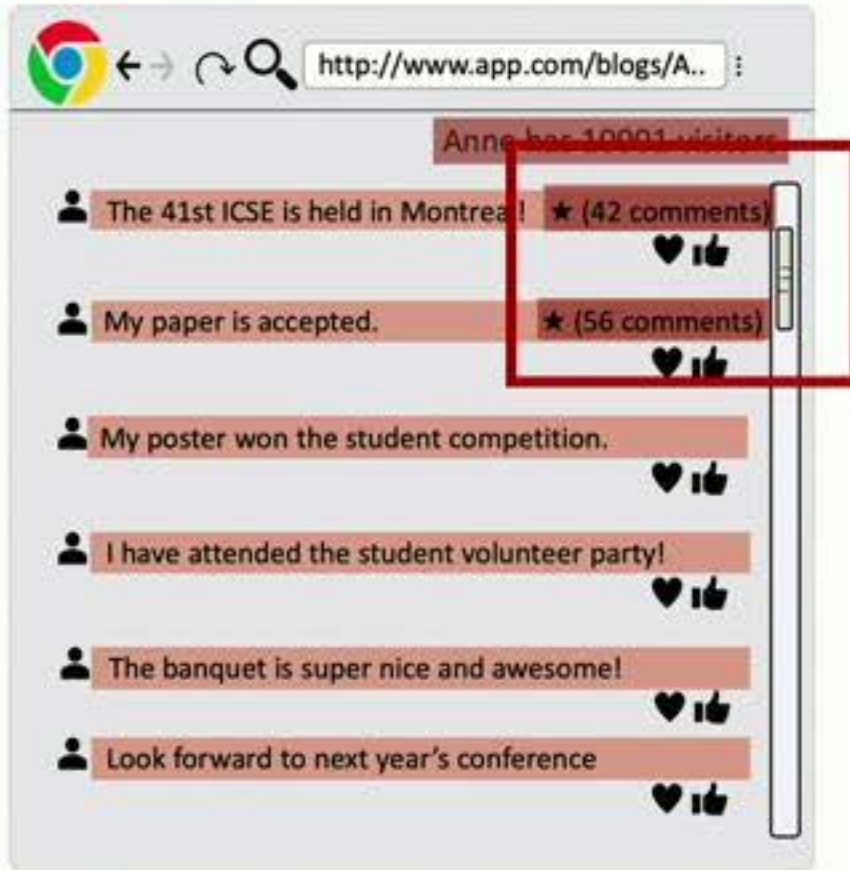 http://www.app.com/blogs/A..
Anne has 10001 visitors
The 41st ICSE is held in Montreal! ★ (42 comments)
My paper is accepted. ★ (56 comments)
My poster won the student competition.
I have attended the student volunteer party!
The banquet is super nice and awesome!
Look forward to next year's conference